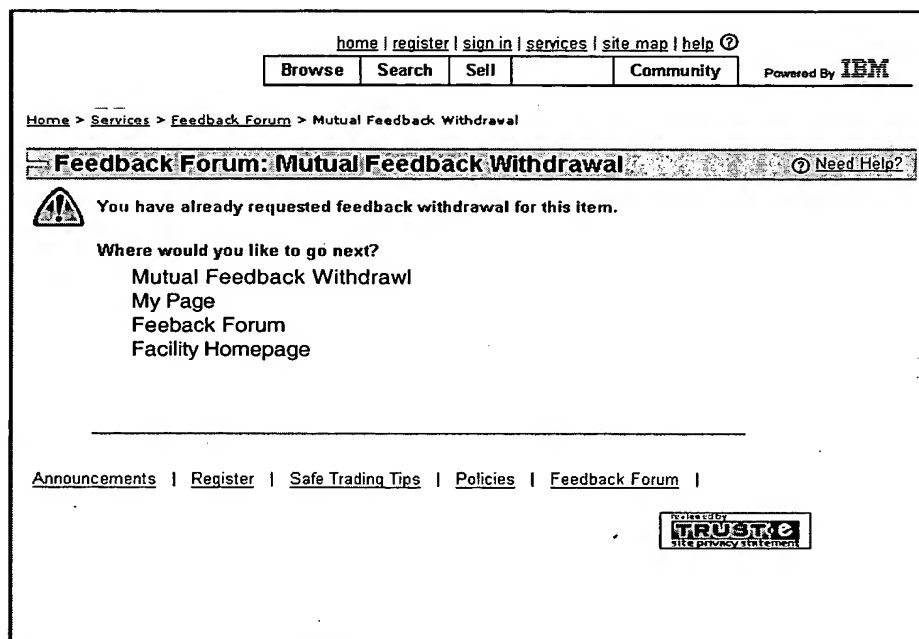 home | register | sign in | services | site map | help ?
Browse Search Sell Community Powered By IBM
Home > Services > Feedback Forum > Mutual Feedback Withdrawal
Feedback Forum: Mutual Feedback Withdrawal ? Need Help?
You have already requested feedback withdrawal for this item.
Where would you like to go next?
Mutual Feedback Withdrawl
My Page
Feeback Forum
Facility Homepage
Announcements | Register | Safe Trading Tips | Policies | Feedback Forum |
reviewed by
TRUST·e
site privacy statement